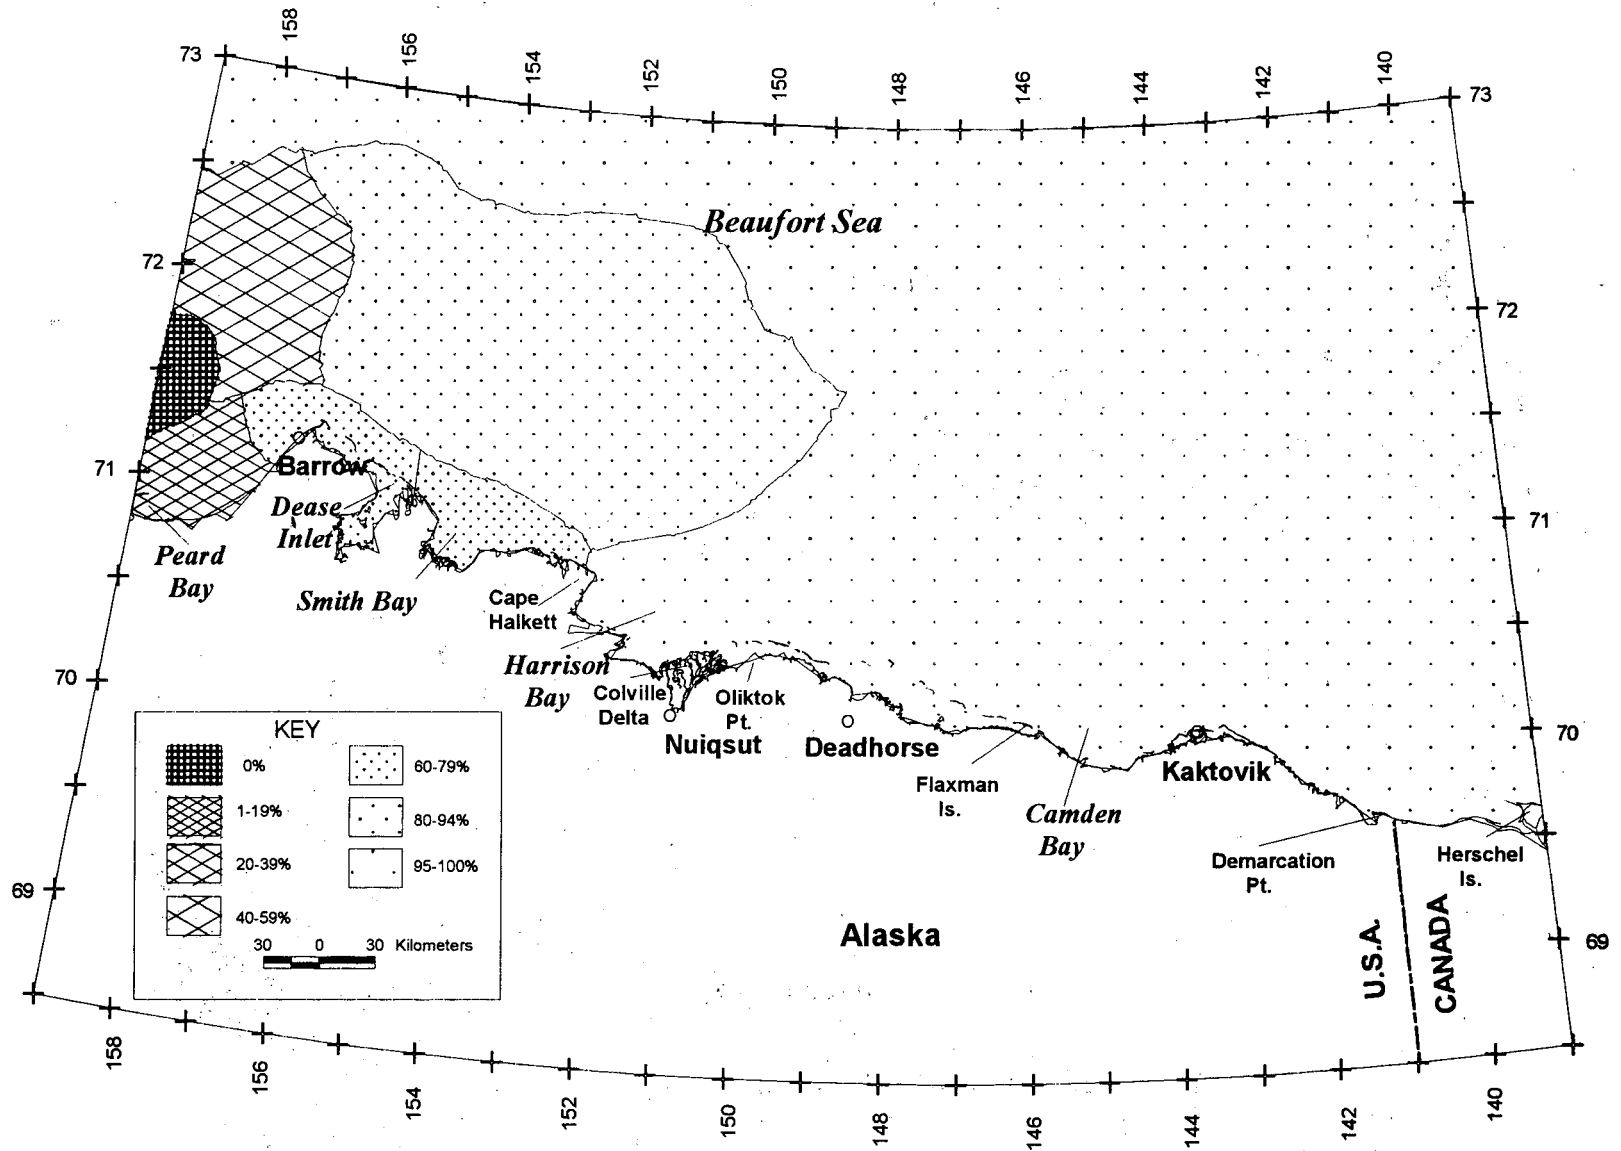 158
156
154
152
150
148
146
144
142
140
73
73
Beaufort Sea
72
72
71
71
Barrow
Dease
Inlet
Peard
Bay
Smith Bay
Cape
Halkett
Harrison
Bay
Colville
Delta
Oliktok
Pt.
Nuiqsut
Deadhorse
Flaxman
Is.
Camden
Bay
Kaktovik
Demarcation
Pt.
Herschel
Is.
70
70
KEY
0%
60-79%
1-19%
80-94%
20-39%
95-100%
40-59%
30 0 30 Kilometers
69
69
Alaska
U.S.A.
CANADA
158
156
154
152
150
148
146
144
142
140